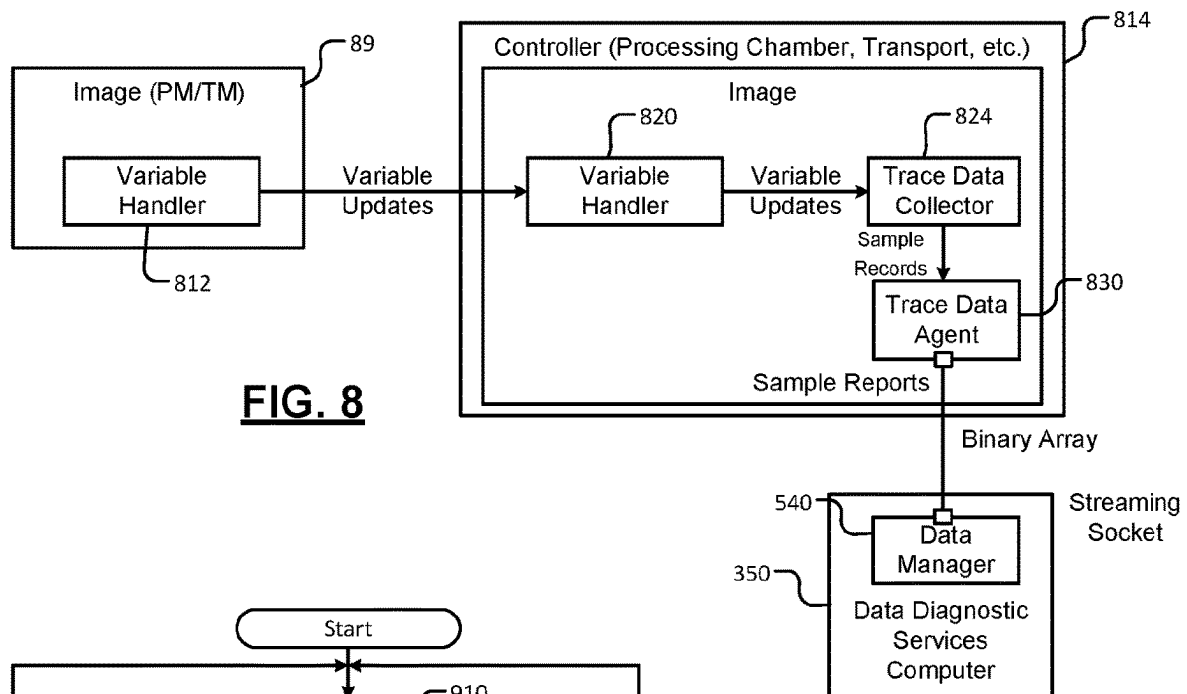 814
Controller (Processing Chamber, Transport, etc.)
89
Image (PM/TM)
Image
820
824
Variable
Handler
Variable
Updates
Variable
Handler
Variable
Updates
Trace Data
Collector
Sample
Records
812
830
Trace Data
Agent
Sample Reports
FIG. 8
Binary Array
540
Streaming
Socket
Data
Manager
350
Data Diagnostic
Services
Computer
Start
910